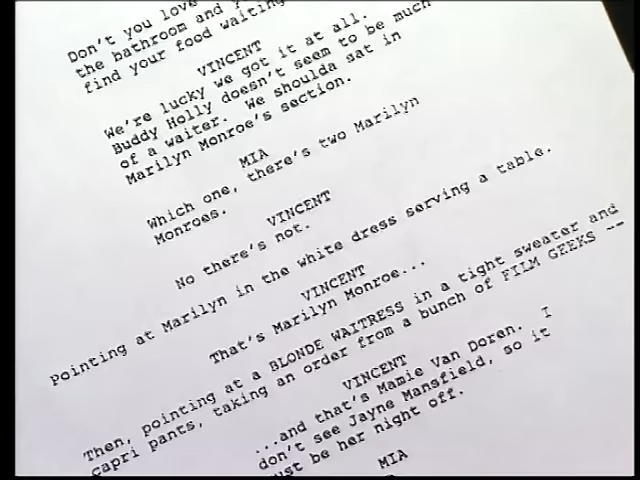 Don't you love
the bathroom and
find your food waiting
VINCENT
We're lucky we got it at all.
Buddy Holly doesn't seem to be much
of a waiter. We shoulda sat in
Marilyn Monroe's section.
MIA
Which one, there's two Marilyn
Monroes.
VINCENT
No there's not.
Pointing at Marilyn in the white dress serving a table.
VINCENT
That's Marilyn Monroe...
Then, pointing at a BLONDE WAITRESS in a tight sweater and
capri pants, taking an order from a bunch of FILM GEEKS --
VINCENT
...and that's Mamie Van Doren. I
don't see Jayne Mansfield, so it
be her night off.
MIA